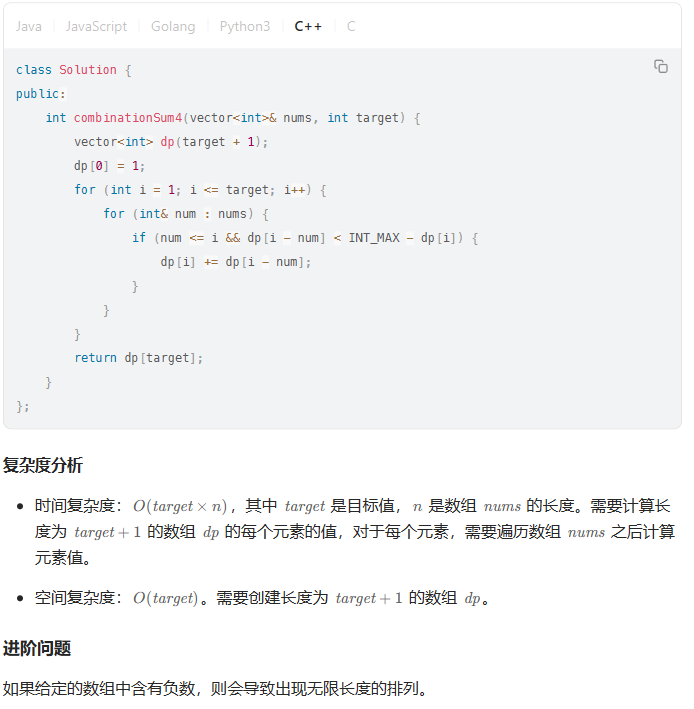 Java JavaScript Golang Python3 C++ C
class Solution {
public:
    int combinationSum4(vector<int>& nums, int target) {
        vector<int> dp(target + 1);
        dp[0] = 1;
        for (int i = 1; i <= target; i++) {
            for (int& num : nums) {
                if (num <= i && dp[i - num] < INT_MAX - dp[i]) {
                    dp[i] += dp[i - num];
                }
            }
        }
        return dp[target];
    }
};
复杂度分析
• 时间复杂度：O(target × n)，其中 target 是目标值，n 是数组 nums 的长度。需要计算长
度为 target + 1 的数组 dp 的每个元素的值，对于每个元素，需要遍历数组 nums 之后计算
元素值。
• 空间复杂度：O(target)。需要创建长度为 target + 1 的数组 dp。
进阶问题
如果给定的数组中含有负数，则会导致出现无限长度的排列。